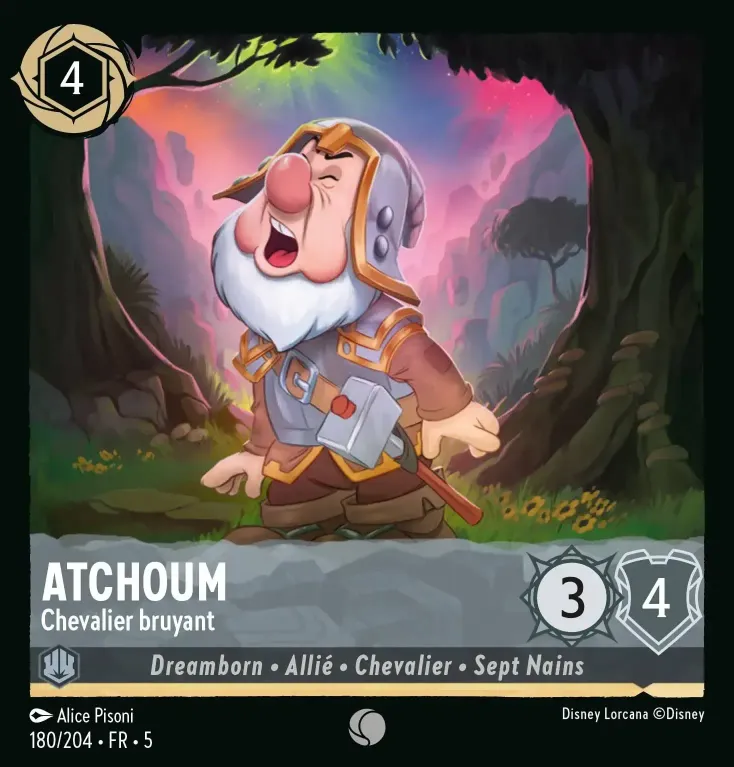 4
ATCHOUM
Chevalier bruyant
3 4
Dreamborn • Allié • Chevalier • Sept Nains
Alice Pisoni
Disney Lorcana ©Disney
180/204 • FR • 5